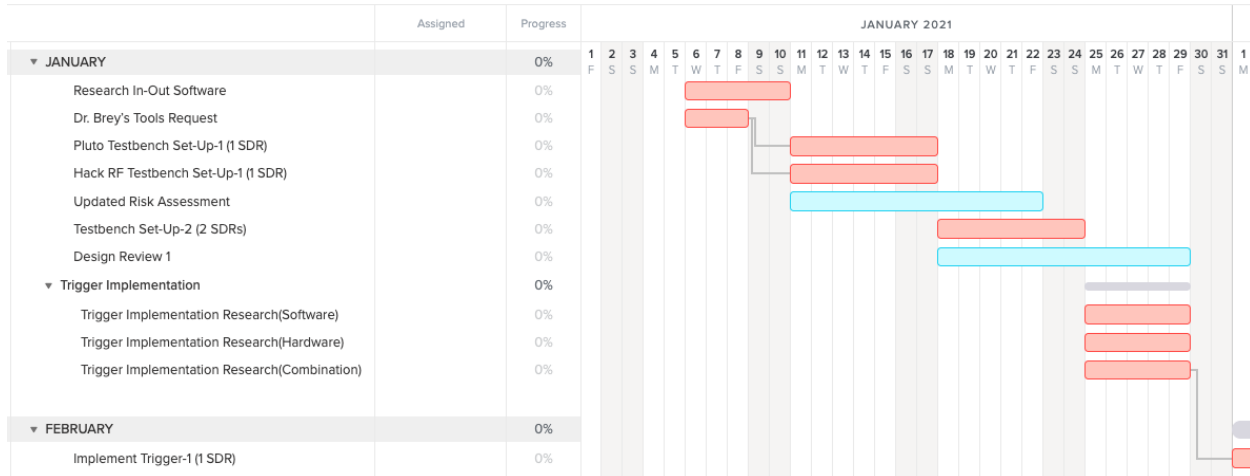 Assigned Progress JANUARY 2021
1 2 3 4 5 6 7 8 9 10 11 12 13 14 15 16 17 18 19 20 21 22 23 24 25 26 27 28 29 30 31 1
F S S M T W T F S S M T W T F S S M T W T F S S M T W T F S S M
JANUARY 0%
Research In-Out Software 0%
Dr. Brey's Tools Request 0%
Pluto Testbench Set-Up-1 (1 SDR) 0%
Hack RF Testbench Set-Up-1 (1 SDR) 0%
Updated Risk Assessment 0%
Testbench Set-Up-2 (2 SDRs) 0%
Design Review 1 0%
Trigger Implementation 0%
Trigger Implementation Research(Software) 0%
Trigger Implementation Research(Hardware) 0%
Trigger Implementation Research(Combination) 0%
FEBRUARY 0%
Implement Trigger-1 (1 SDR) 0%